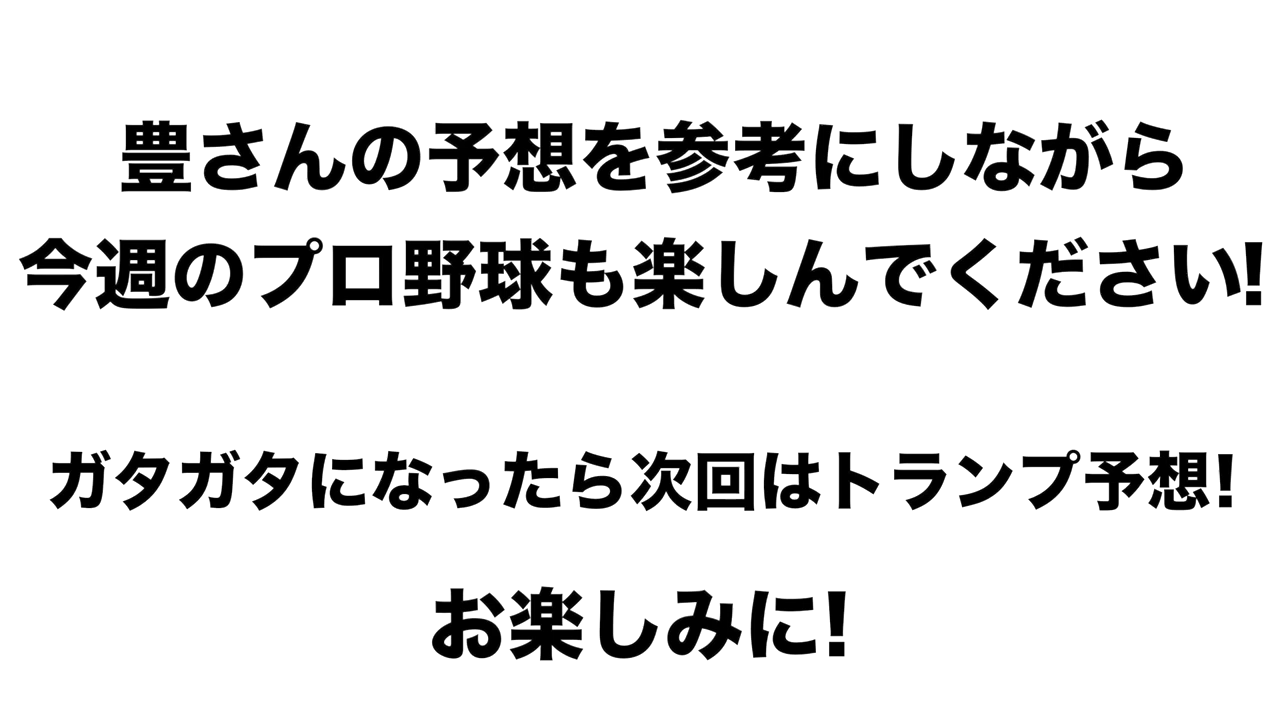 豊さんの予想を参考にしながら
今週のプロ野球も楽しんでください!
ガタガタになったら次回はトランプ予想!
お楽しみに!